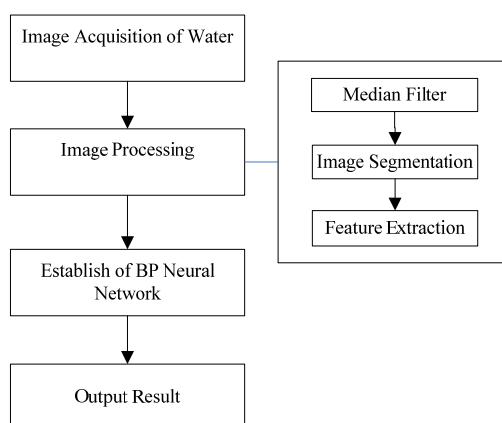 Image Acquisition of Water
Image Processing
Median Filter
Image Segmentation
Feature Extraction
Establish of BP Neural
Network
Output Result